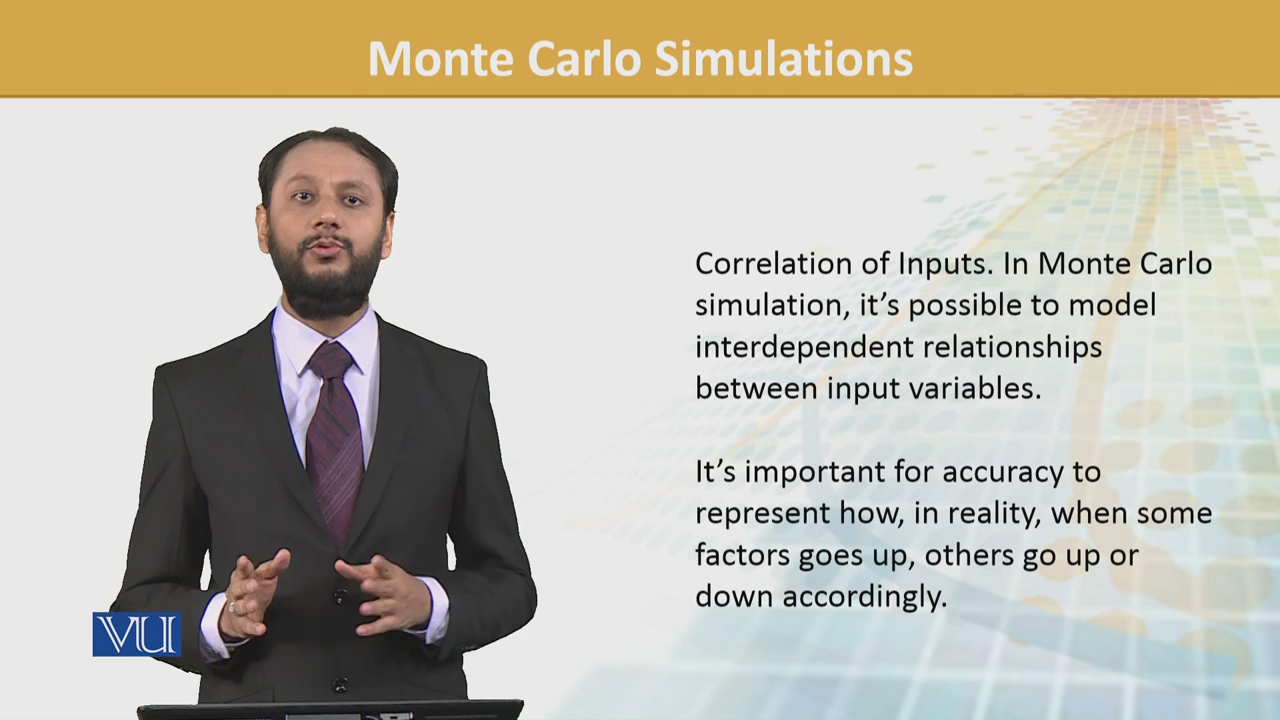 Monte Carlo Simulations
Correlation of Inputs. In Monte Carlo
simulation, it’s possible to model
interdependent relationships
between input variables.
It’s important for accuracy to
represent how, in reality, when some
factors goes up, others go up or
down accordingly.
VU